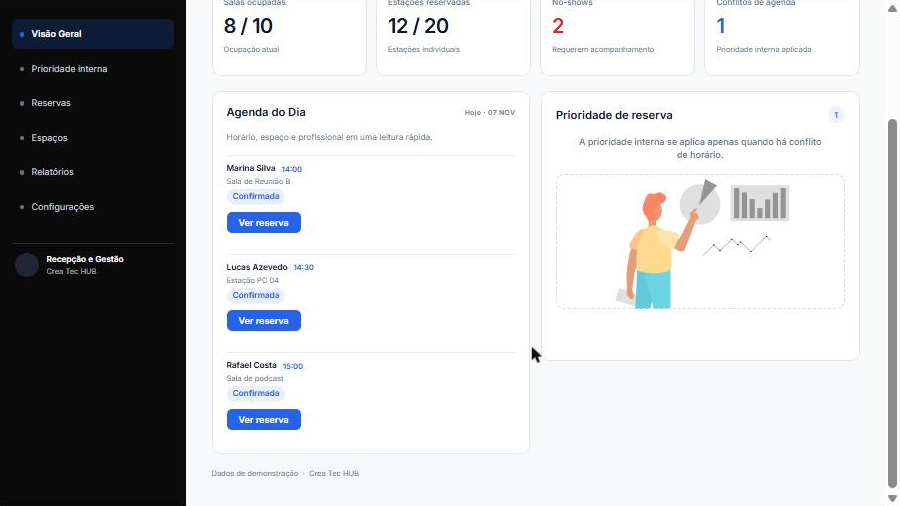 Visão Geral
Prioridade interna
Reservas
Espaços
Relatórios
Configurações
Recepção e Gestão
Crea Tec HUB
Salas ocupadas
8 / 10
Ocupação atual
Estações reservadas
12 / 20
Estações individuais
No-shows
2
Requerem acompanhamento
Conflitos de agenda
1
Prioridade interna aplicada
Agenda do Dia
Hoje · 07 NOV
Horário, espaço e profissional em uma leitura rápida.
Marina Silva 14:00
Sala de Reunião B
Confirmada
Ver reserva
Lucas Azevedo 14:30
Estação PC 04
Confirmada
Ver reserva
Rafael Costa 15:00
Sala de podcast
Confirmada
Ver reserva
Prioridade de reserva
1
A prioridade interna se aplica apenas quando há conflito
de horário.
Dados de demonstração · Crea Tec HUB